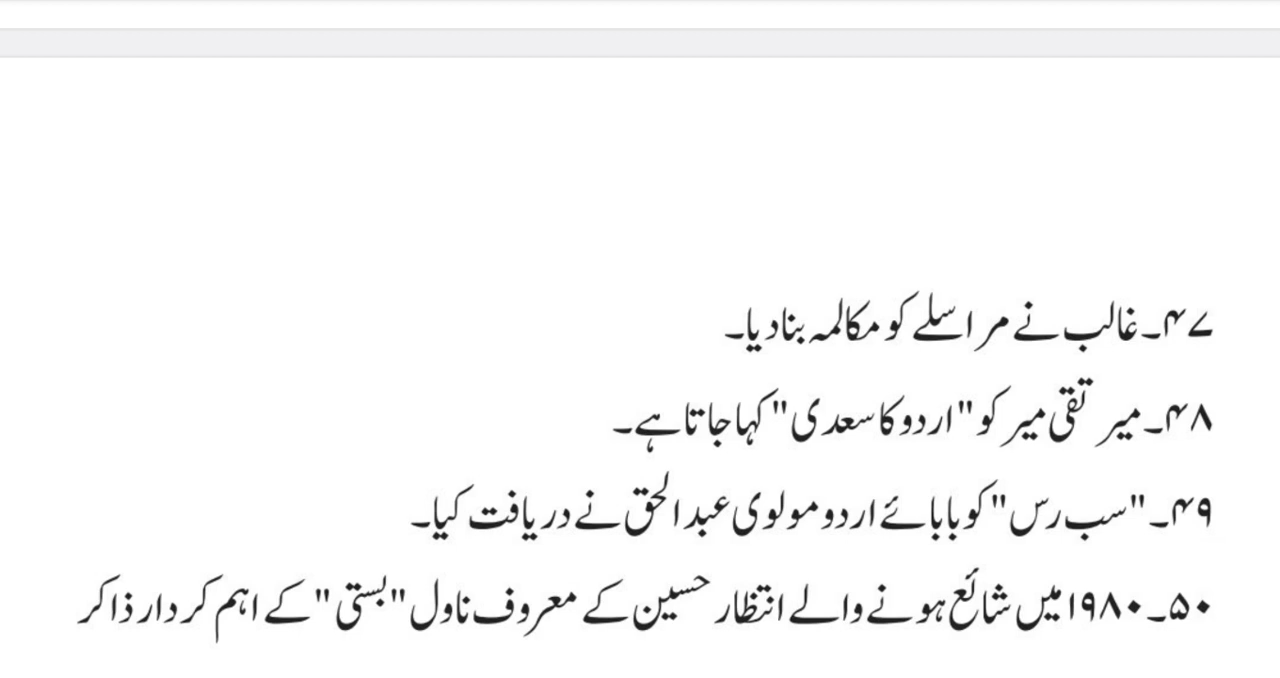 ۴۷۔ غالب نے مراسلے کو مکالمہ بنا دیا۔
۴۸۔ میر تقی میر کو "اردو کا سعدی" کہا جاتا ہے۔
۴۹۔ "سب رس" کو بابائے اردو مولوی عبد الحق نے دریافت کیا۔
۵۰۔ ۱۹۸۰ میں شائع ہونے والے انتظار حسین کے معروف ناول "بستی" کے اہم کردار ذاکر